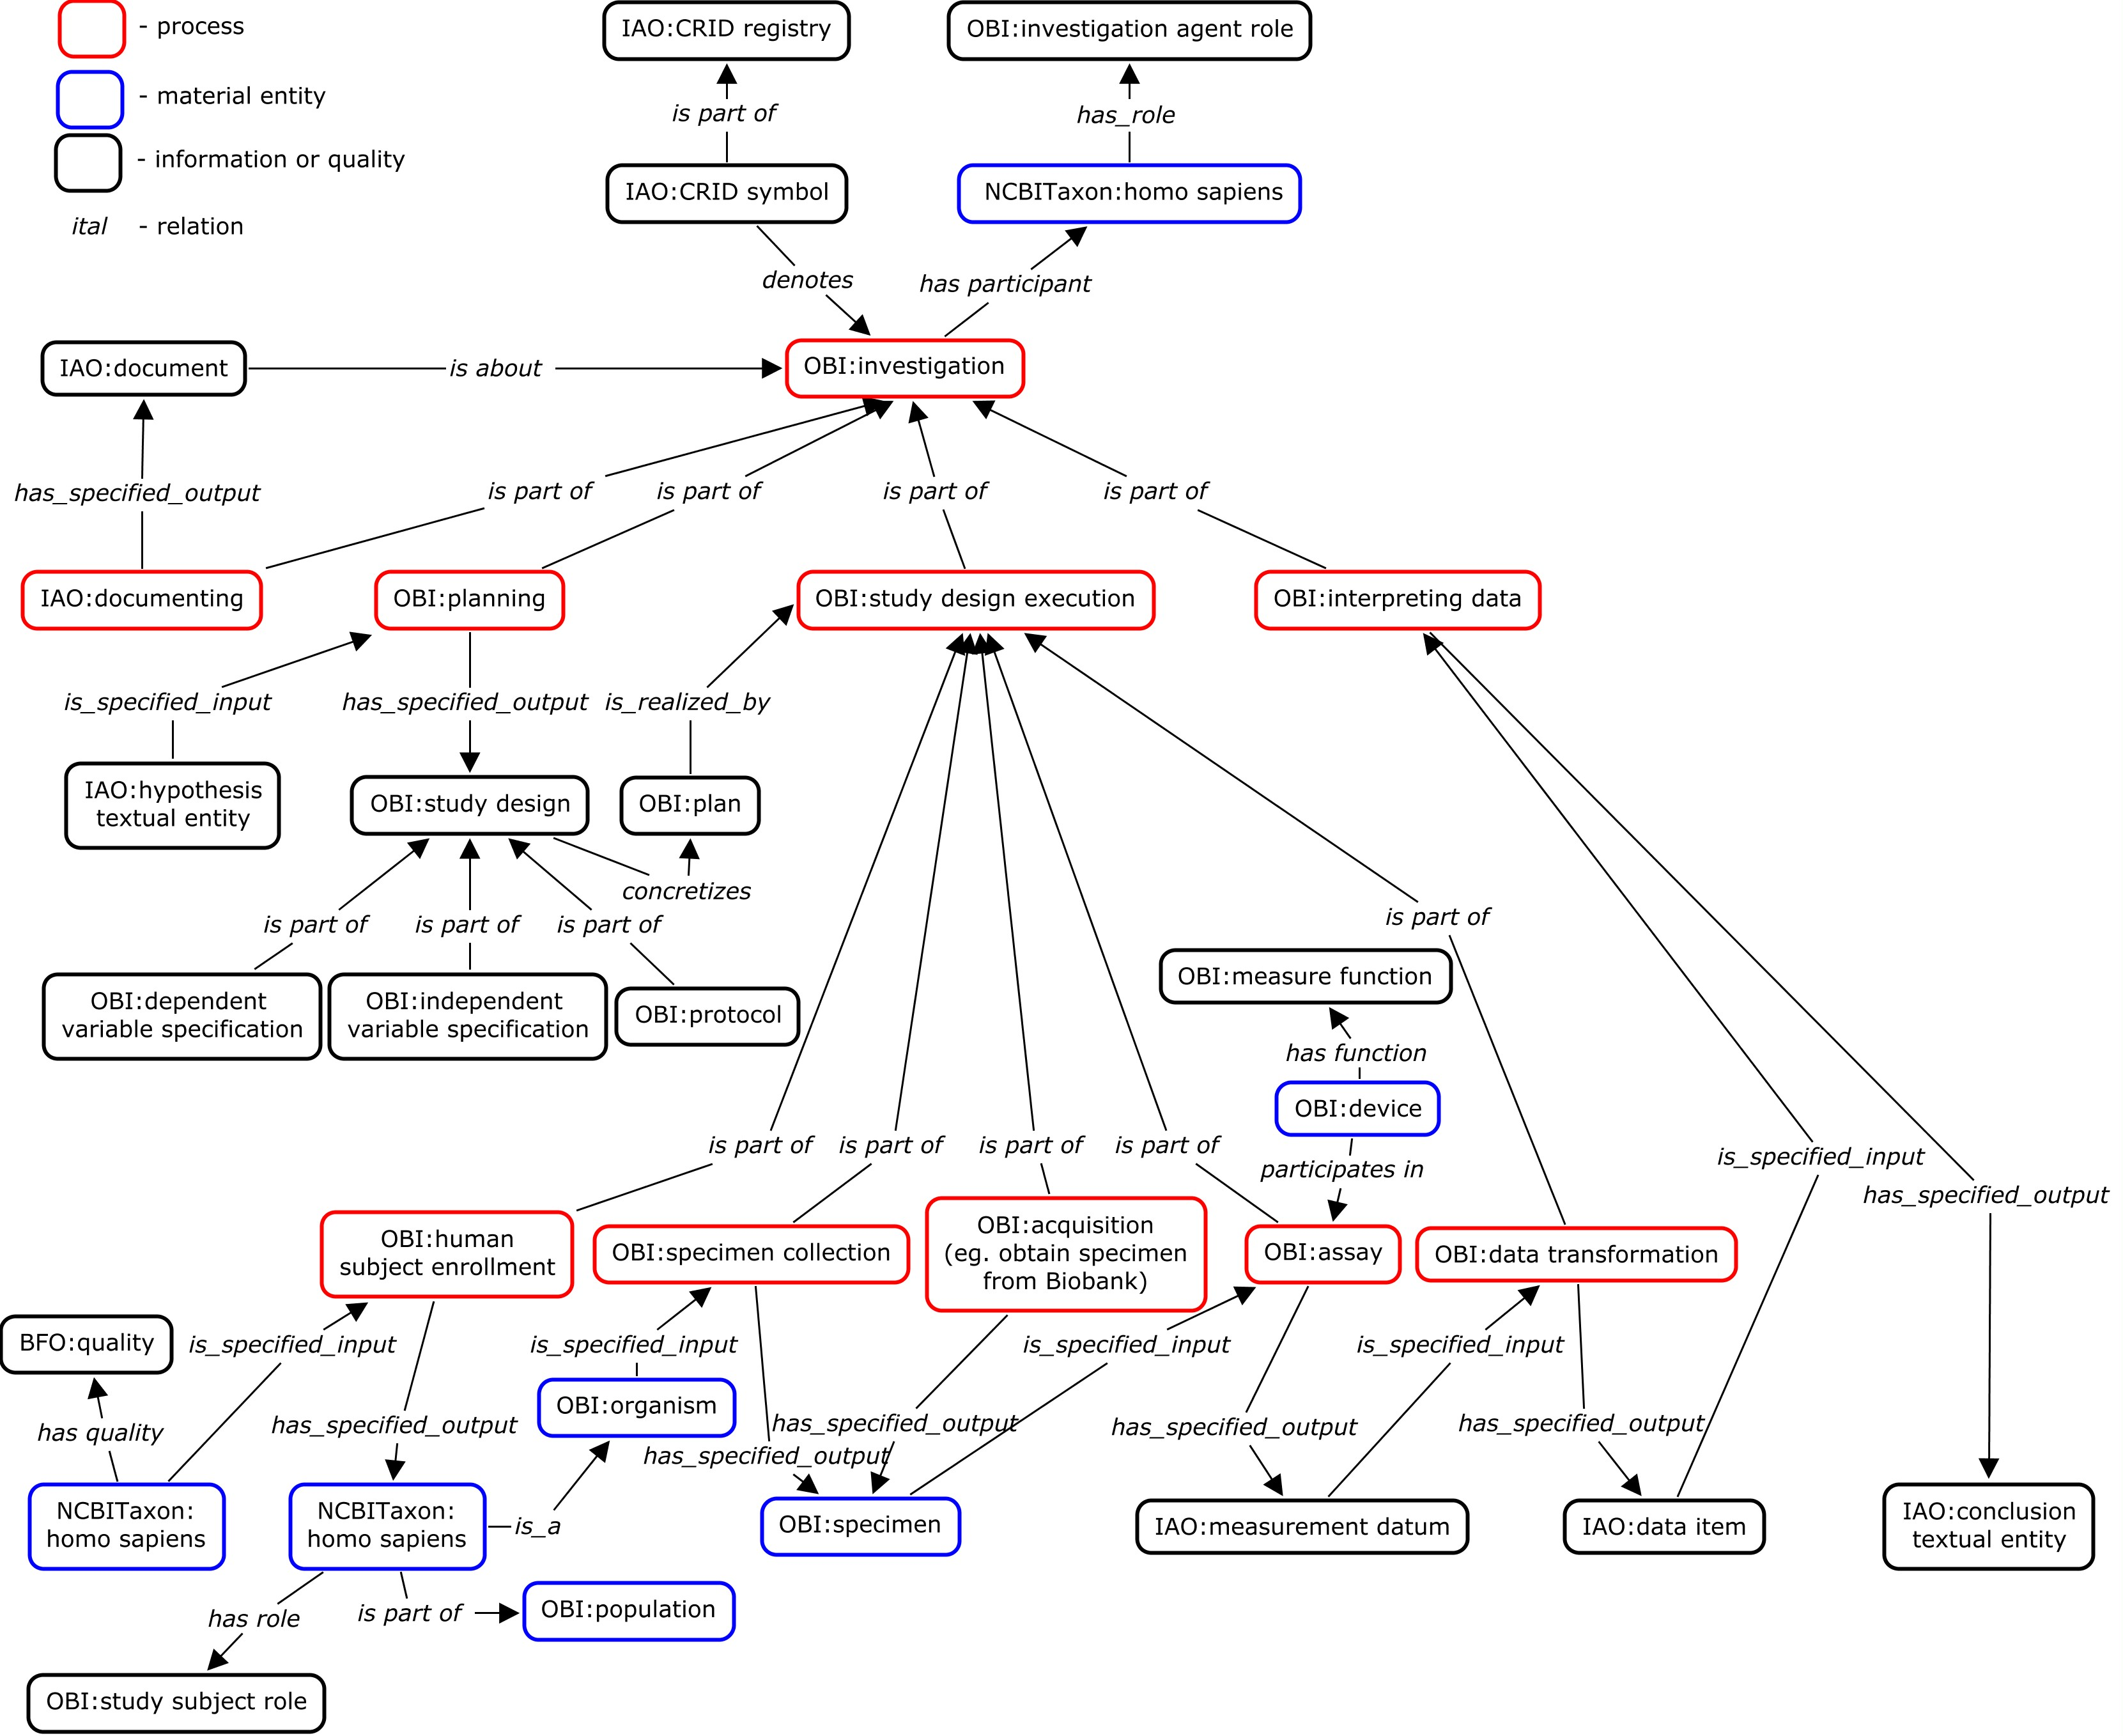 - process
- material entity
- information or quality
ital - relation
IAO:CRID registry
OBI:investigation agent role
is part of
has_role
IAO:CRID symbol
NCBITaxon:homo sapiens
denotes
has participant
IAO:document
is about
OBI:investigation
has_specified_output
is part of
is part of
is part of
is part of
IAO:documenting
OBI:planning
OBI:study design execution
OBI:interpreting data
is_specified_input
has_specified_output
is_realized_by
IAO:hypothesis
textual entity
OBI:study design
OBI:plan
concretizes
is part of
is part of
is part of
is part of
OBI:dependent
variable specification
OBI:independent
variable specification
OBI:protocol
OBI:measure function
has function
OBI:device
is part of
is part of
is part of
is part of
participates in
is_specified_input
has_specified_output
OBI:human
subject enrollment
OBI:specimen collection
OBI:acquisition
(eg. obtain specimen
from Biobank)
OBI:assay
OBI:data transformation
BFO:quality
is_specified_input
is_specified_input
is_specified_input
is_specified_input
OBI:organism
has quality
has_specified_output
has_specified_output
has_specified_output
has_specified_output
has_specified_output
NCBITaxon:
homo sapiens
NCBITaxon:
homo sapiens
is_a
OBI:specimen
IAO:measurement datum
IAO:data item
IAO:conclusion
textual entity
has role
is part of
OBI:population
OBI:study subject role